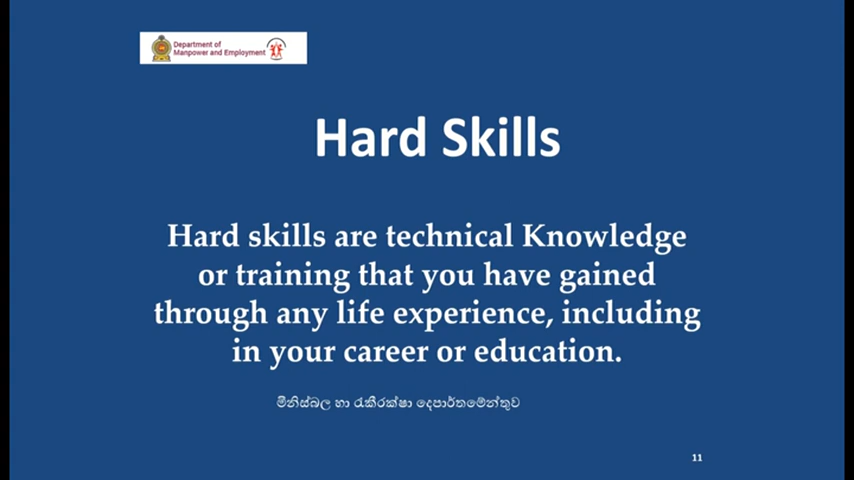 Department of
Manpower and Employment
Hard Skills
Hard skills are technical Knowledge
or training that you have gained
through any life experience, including
in your career or education.
මිනිස්බල හා රැකීරක්ෂා දෙපාර්තමේන්තුව
11